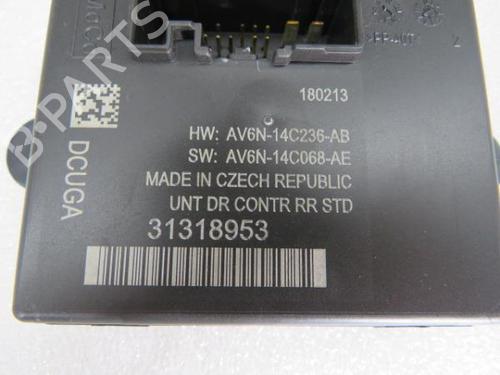 180213
HW: AV6N-14C236-AB
SW: AV6N-14C068-AE
MADE IN CZECH REPUBLIC
UNT DR CONTR RR STD
31318953
DCUGA
B-PARTS
2